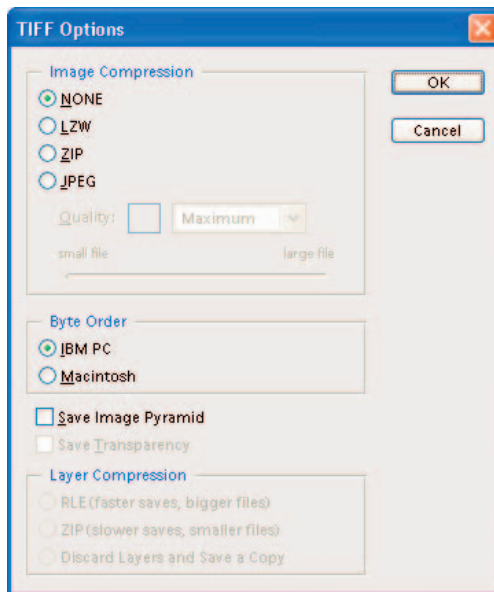 TIFF Options
Image Compression
NONE
LZW
ZIP
JPEG
Quality: Maximum
small file large file
OK
Cancel
Byte Order
IBM PC
Macintosh
Save Image Pyramid
Save Transparency
Layer Compression
RLE(faster saves, bigger files)
ZIP(slower saves, smaller files)
Discard Layers and Save a Copy